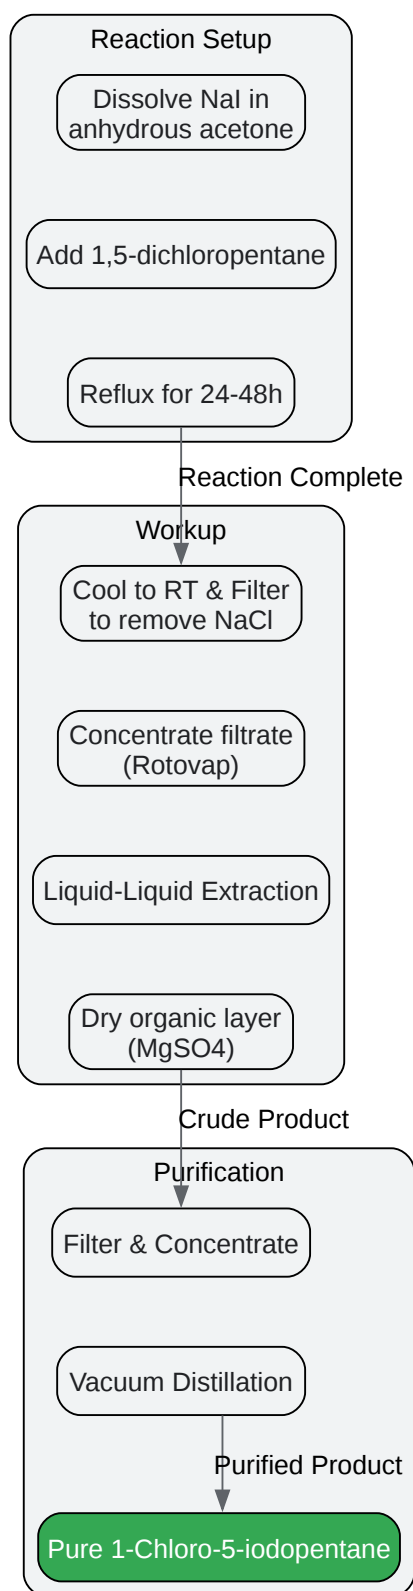 Reaction Setup
Dissolve NaI in
anhydrous acetone
Add 1,5-dichloropentane
Reflux for 24-48h
Reaction Complete
Workup
Cool to RT & Filter
to remove NaCl
Concentrate filtrate
(Rotovap)
Liquid-Liquid Extraction
Dry organic layer
(MgSO4)
Crude Product
Purification
Filter & Concentrate
Vacuum Distillation
Purified Product
Pure 1-Chloro-5-iodopentane